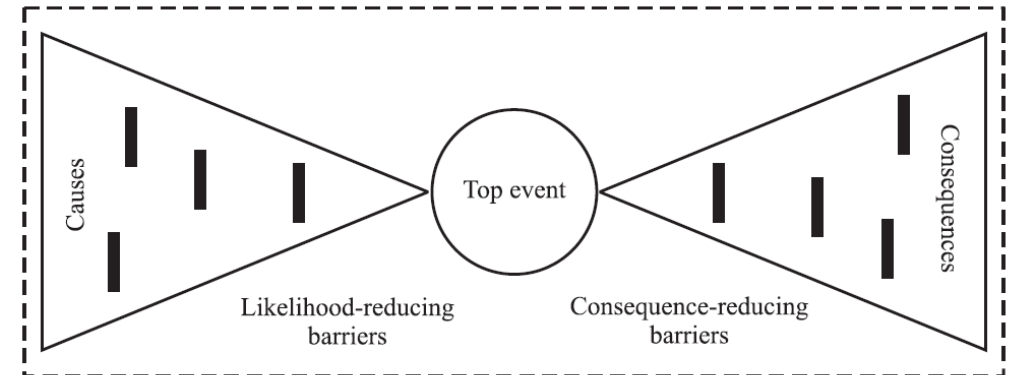 Causes
Top event
Consequences
Likelihood-reducing
barriers
Consequence-reducing
barriers